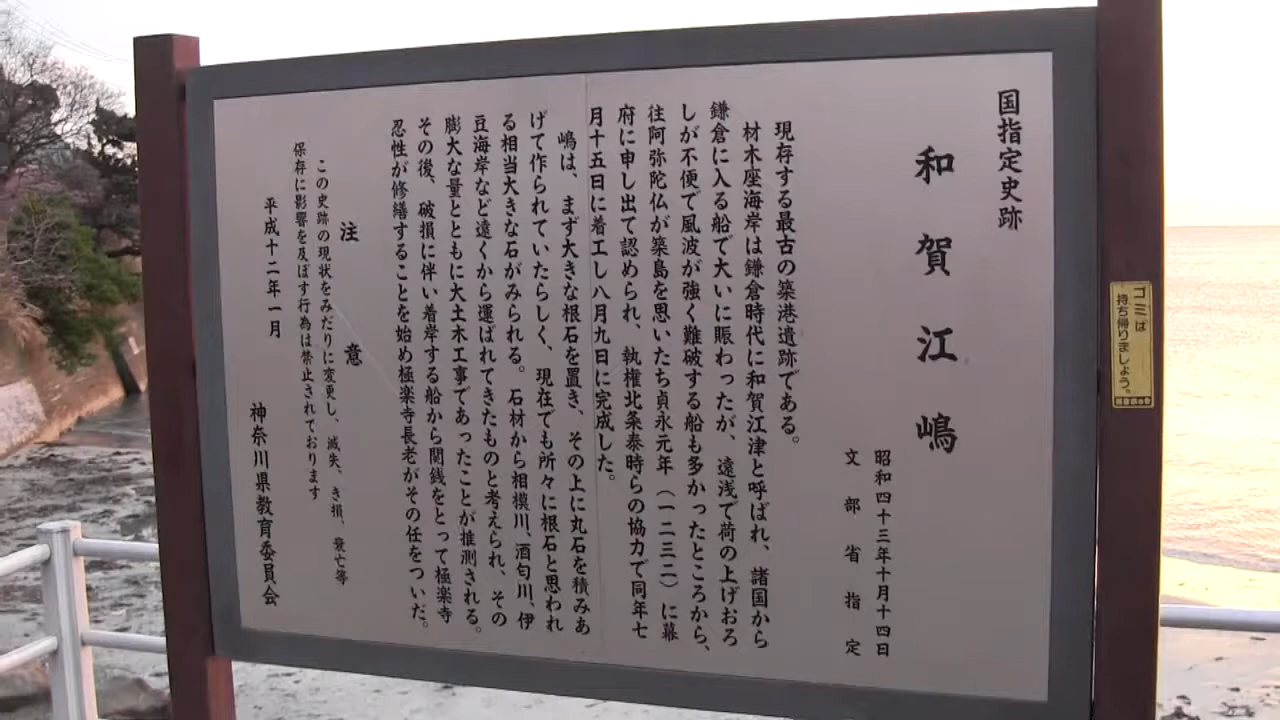 国指定史跡
和賀江嶋
昭和四十三年十月十四日
文部省指定
現存する最古の築港遺跡である。
材木座海岸は鎌倉時代に和賀江津と呼ばれ、諸国から
鎌倉に入る船で大いに賑わったが、遠浅で荷の上げおろ
しが不便で風波が強く難破する船も多かったところから、
往阿弥陀仏が築島を思いたち貞永元年（一二三二）に幕
府に申し出て認められ、執権北条泰時らの協力で同年七
月十五日に着工し八月九日に完成した。
嶋は、まず大きな根石を置き、その上に丸石を積みあ
げて作られていたらしく、現在でも所々に根石と思われ
る相当大きな石がみられる。石材から相模川、酒匂川、伊
豆海岸など遠くから運ばれてきたものと考えられ、その
膨大な量とともに大土木工事であったことが推測される。
その後、破損に伴い着岸する船から関銭をとって極楽寺
忍性が修繕することを始め極楽寺長老がその任をついだ。
注意
この史跡の現状をみだりに変更し、滅失、き損、衰亡等
保存に影響を及ぼす行為は禁止されております
平成十二年一月
神奈川県教育委員会
ゴミは
持ち帰りましょう。